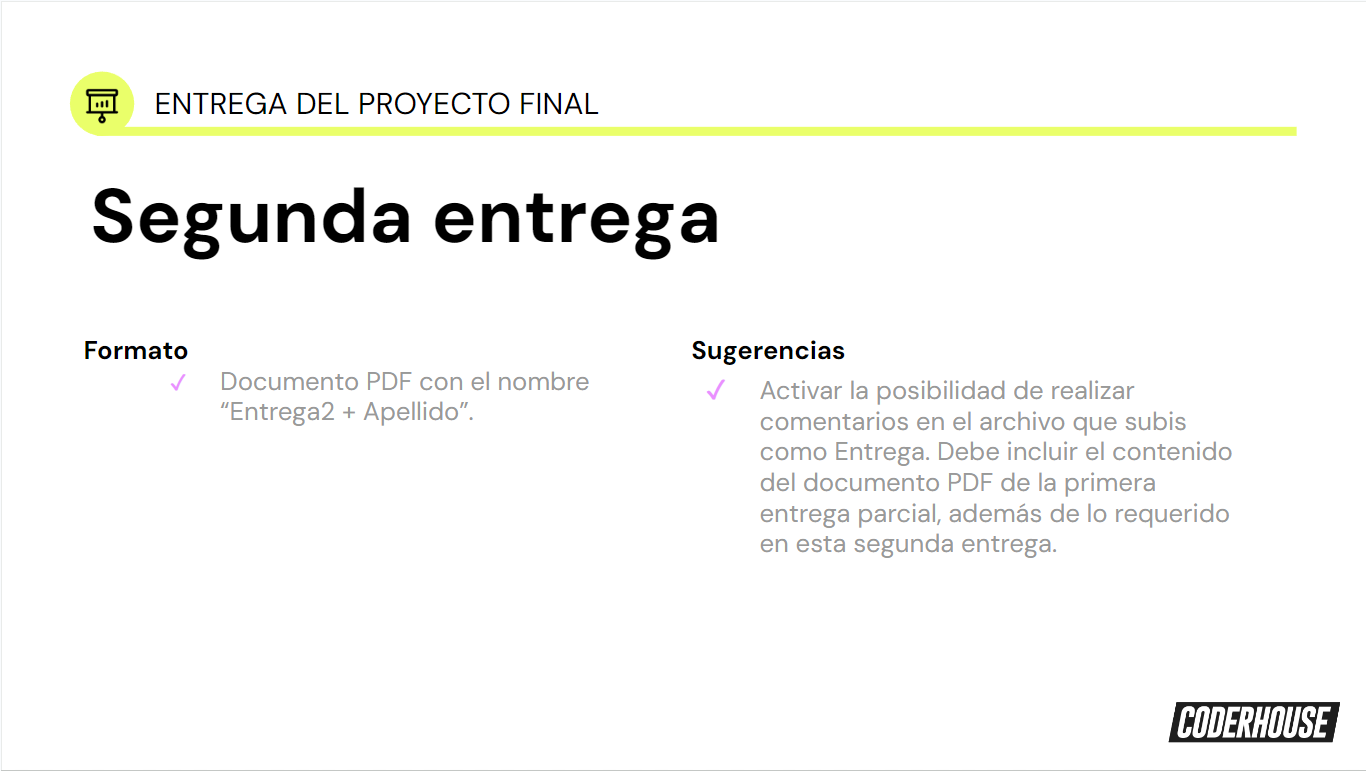 ENTREGA DEL PROYECTO FINAL
Segunda entrega
Formato
✓ Documento PDF con el nombre
“Entrega2 + Apellido”.
Sugerencias
✓ Activar la posibilidad de realizar
comentarios en el archivo que subis
como Entrega. Debe incluir el contenido
del documento PDF de la primera
entrega parcial, además de lo requerido
en esta segunda entrega.
CODERHOUSE